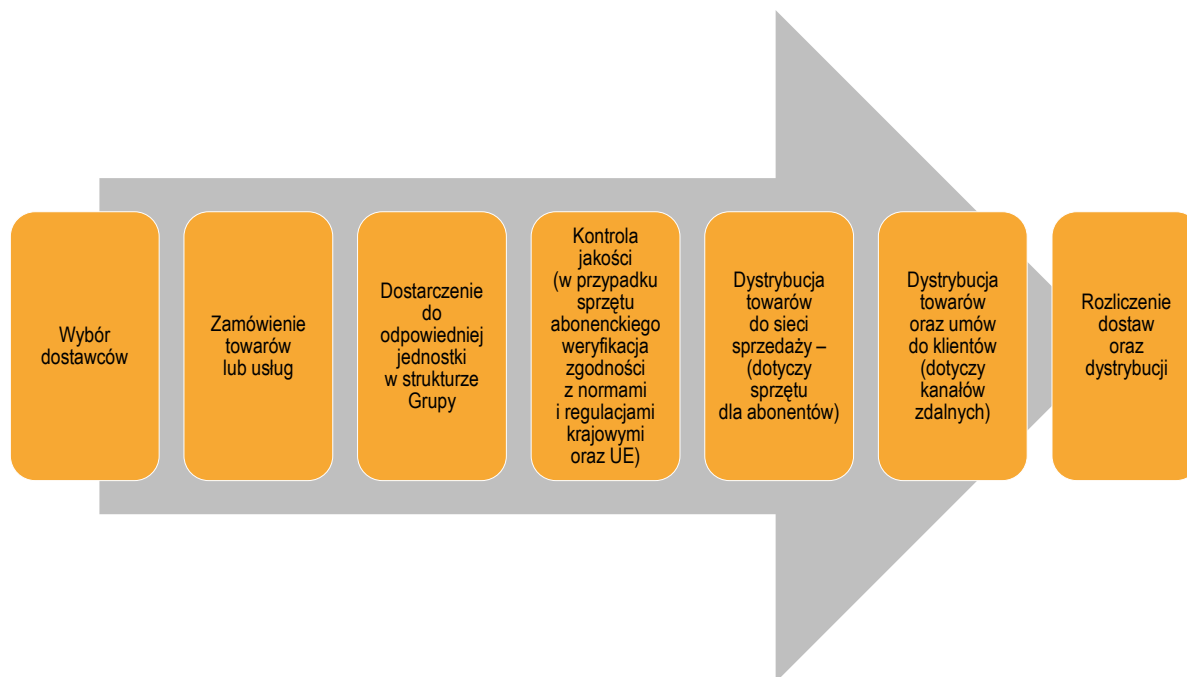 Wybór
dostawców
Zamówienie
towarów
lub usług
Dostarczenie
do
odpowiedniej
jednostki
w strukturze
Grupy
Kontrola
jakości
(w przypadku
sprzętu
abonenckiego
weryfikacja
zgodności
z normami
i regulacjami
krajowymi
oraz UE)
Dystrybucja
towarów
do sieci
sprzedaży –
(dotyczy
sprzętu
dla abonentów)
Dystrybucja
towarów
oraz umów
do klientów
(dotyczy
kanałów
zdalnych)
Rozliczenie
dostaw
oraz
dystrybucji